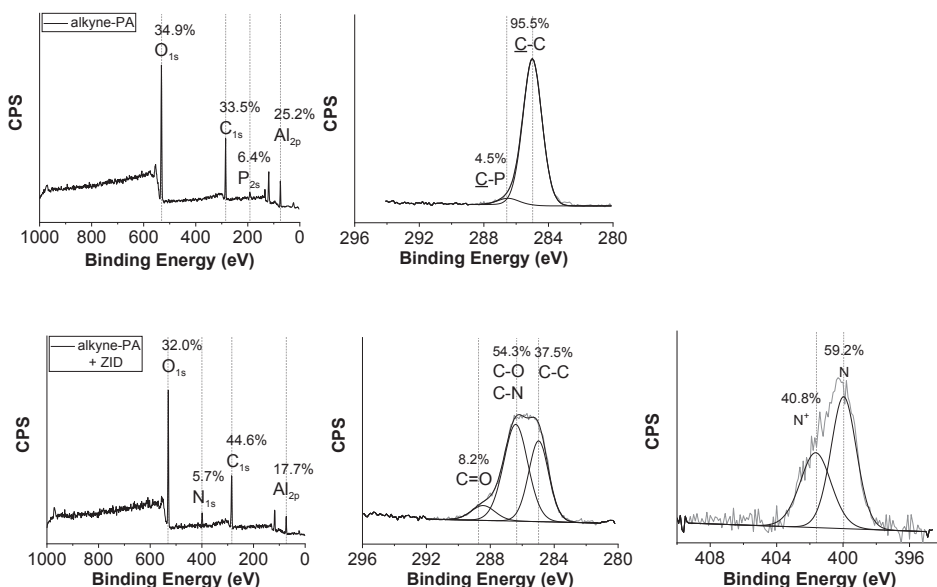 alkyne-PA
34.9%
O1s
33.5%
C1s
6.4%
P2s
25.2%
Al2p
CPS
1000 800 600 400 200 0
Binding Energy (eV)
95.5%
C-C
4.5%
C-P
CPS
296 292 288 284 280
Binding Energy (eV)
alkyne-PA
+ ZID
32.0%
O1s
5.7%
N1s
44.6%
C1s
17.7%
Al2p
CPS
1000 800 600 400 200 0
Binding Energy (eV)
54.3% 37.5%
C-O C-C
C-N
8.2%
C=O
CPS
296 292 288 284 280
Binding Energy (eV)
59.2%
N
40.8%
N+
CPS
408 404 400 396
Binding Energy (eV)